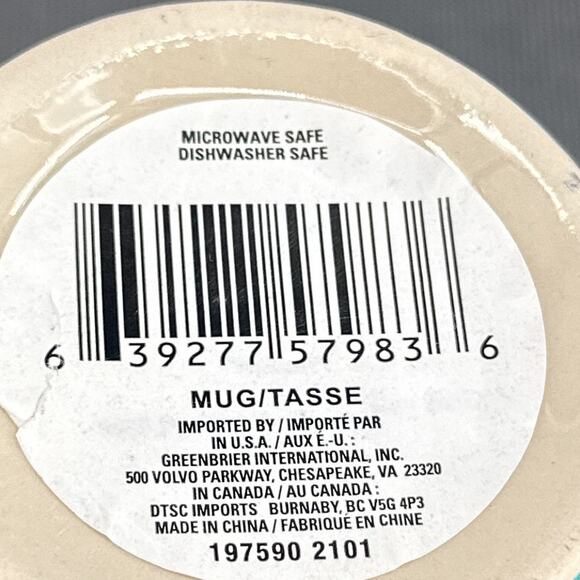 MICROWAVE SAFE
DISHWASHER SAFE
6 39277 57983 6
MUG/TASSE
IMPORTED BY / IMPORTÉ PAR
IN U.S.A. / AUX É.-U. :
GREENBRIER INTERNATIONAL, INC.
500 VOLVO PARKWAY, CHESAPEAKE, VA 23320
IN CANADA / AU CANADA :
DTSC IMPORTS BURNABY, BC V5G 4P3
MADE IN CHINA / FABRIQUÉ EN CHINE
197590 2101